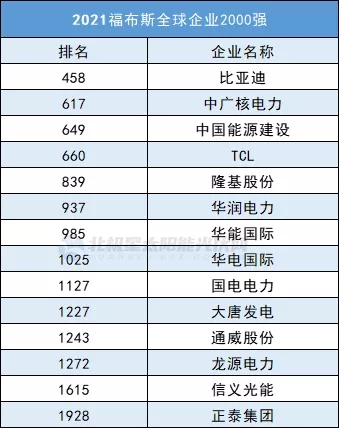 2021福布斯全球企业2000强
排名 企业名称
458 比亚迪
617 中广核电力
649 中国能源建设
660 TCL
839 隆基股份
937 华润电力
985 华能国际
1025 华电国际
1127 国电电力
1227 大唐发电
1243 通威股份
1272 龙源电力
1615 信义光能
1928 正泰集团
北极星太阳能光伏网